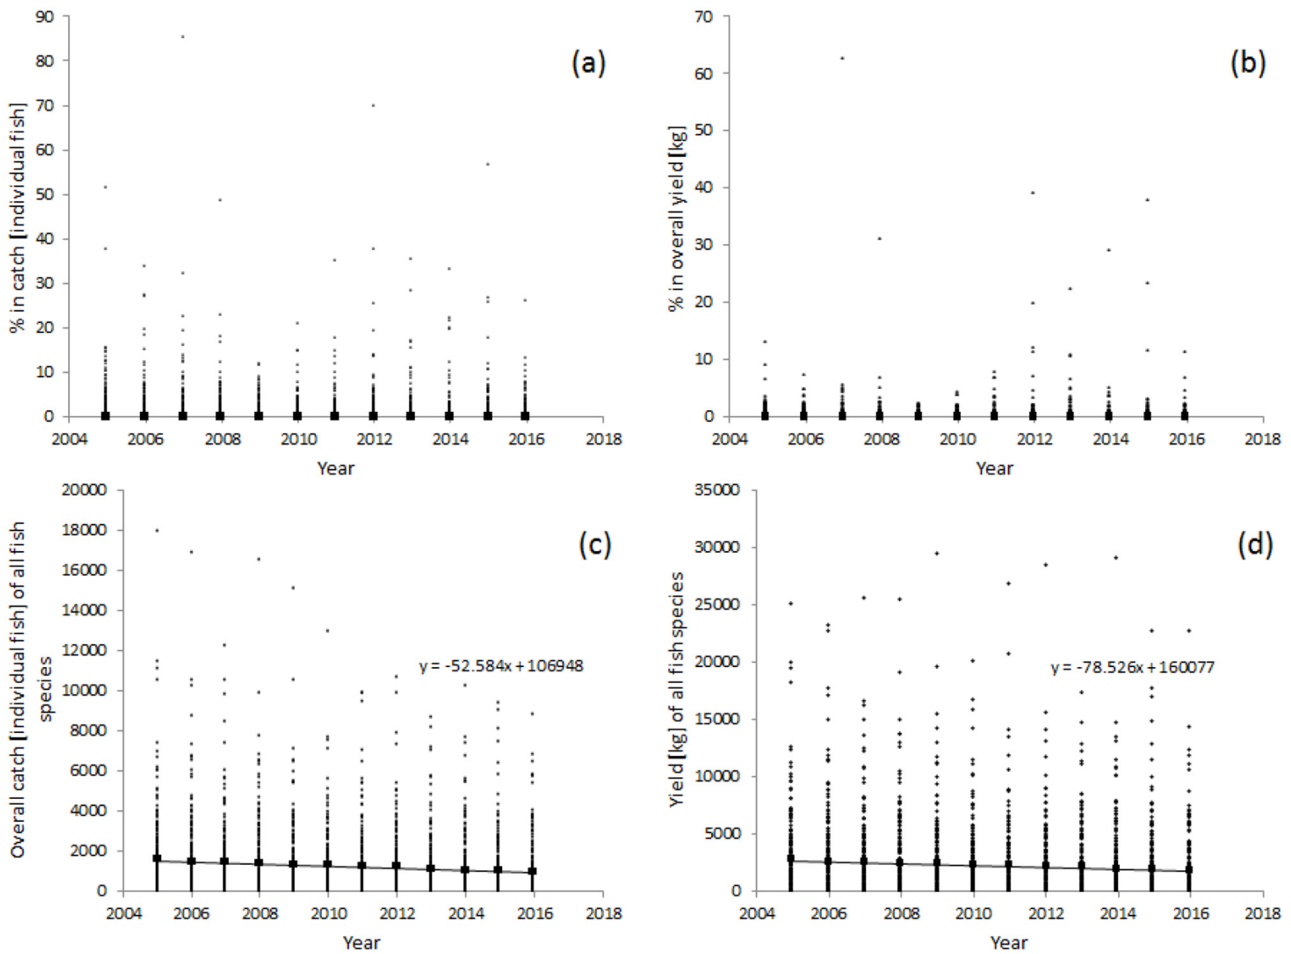 90
80
70
60
50
40
30
20
10
0
% in catch [individual fish]
(a)
2004 2006 2008 2010 2012 2014 2016 2018
Year
70
60
50
40
30
20
10
0
% in overall yield [kg]
(b)
2004 2006 2008 2010 2012 2014 2016 2018
Year
20000
18000
16000
14000
12000
10000
8000
6000
4000
2000
0
Overall catch [individual fish] of all fish
species
(c)
y = -52.584x + 106948
2004 2006 2008 2010 2012 2014 2016 2018
Year
35000
30000
25000
20000
15000
10000
5000
0
Yield [kg] of all fish species
(d)
y = -78.526x + 160077
2004 2006 2008 2010 2012 2014 2016 2018
Year